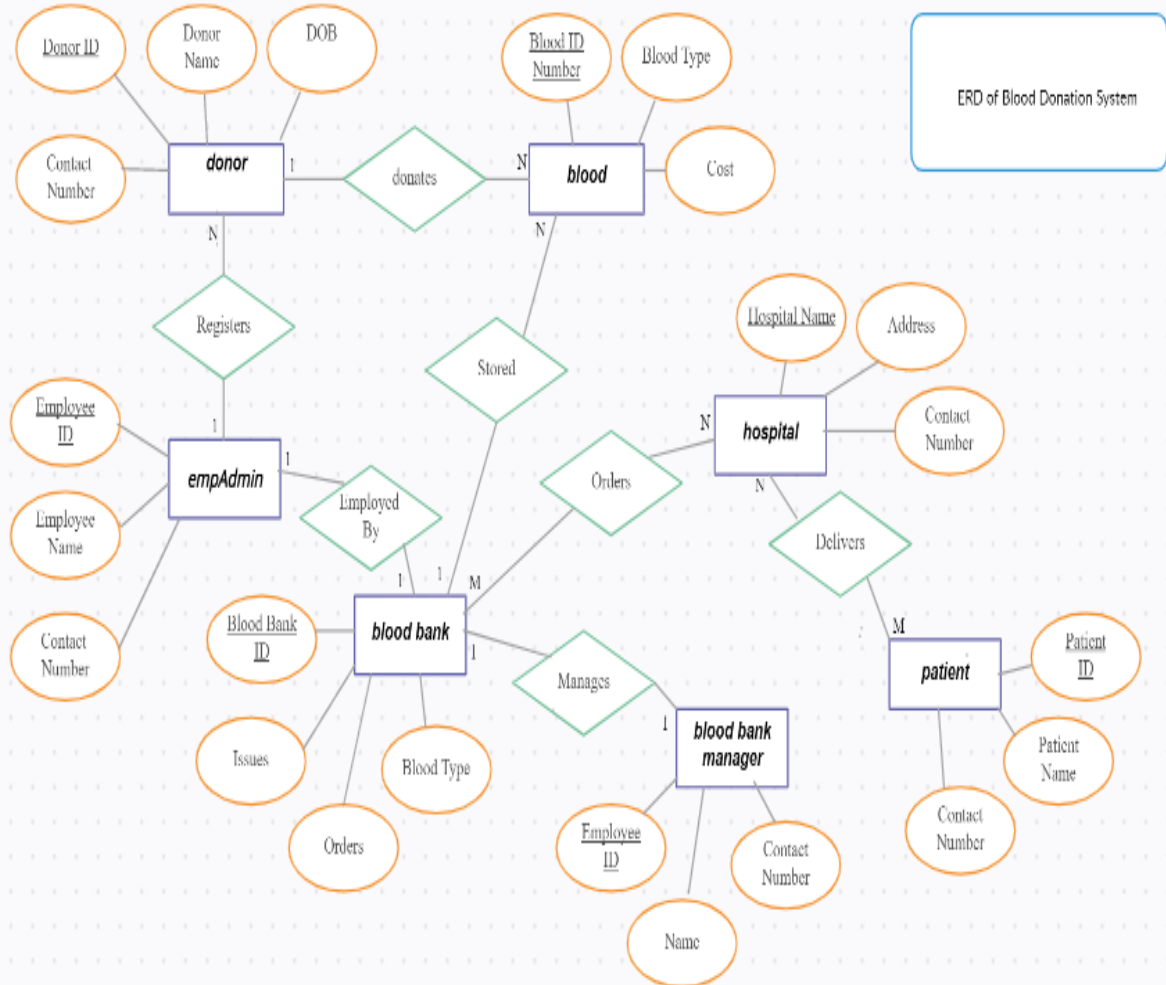 Donor ID
Donor
Name
DOB
Blood ID
Number
Blood Type
ERD of Blood Donation System
Contact
Number
donor
1
donates
N
blood
Cost
N
N
Registers
Stored
Hospital Name
Address
Employee
ID
1
empAdmin
1
Employed
By
Orders
N
hospital
Contact
Number
N
Employee
Name
Delivers
1
1
M
Contact
Number
Blood Bank
ID
blood bank
1
Manages
M
patient
Patient
ID
1
blood bank
manager
Issues
Blood Type
Patient
Name
Orders
Employee
ID
Contact
Number
Contact
Number
Name